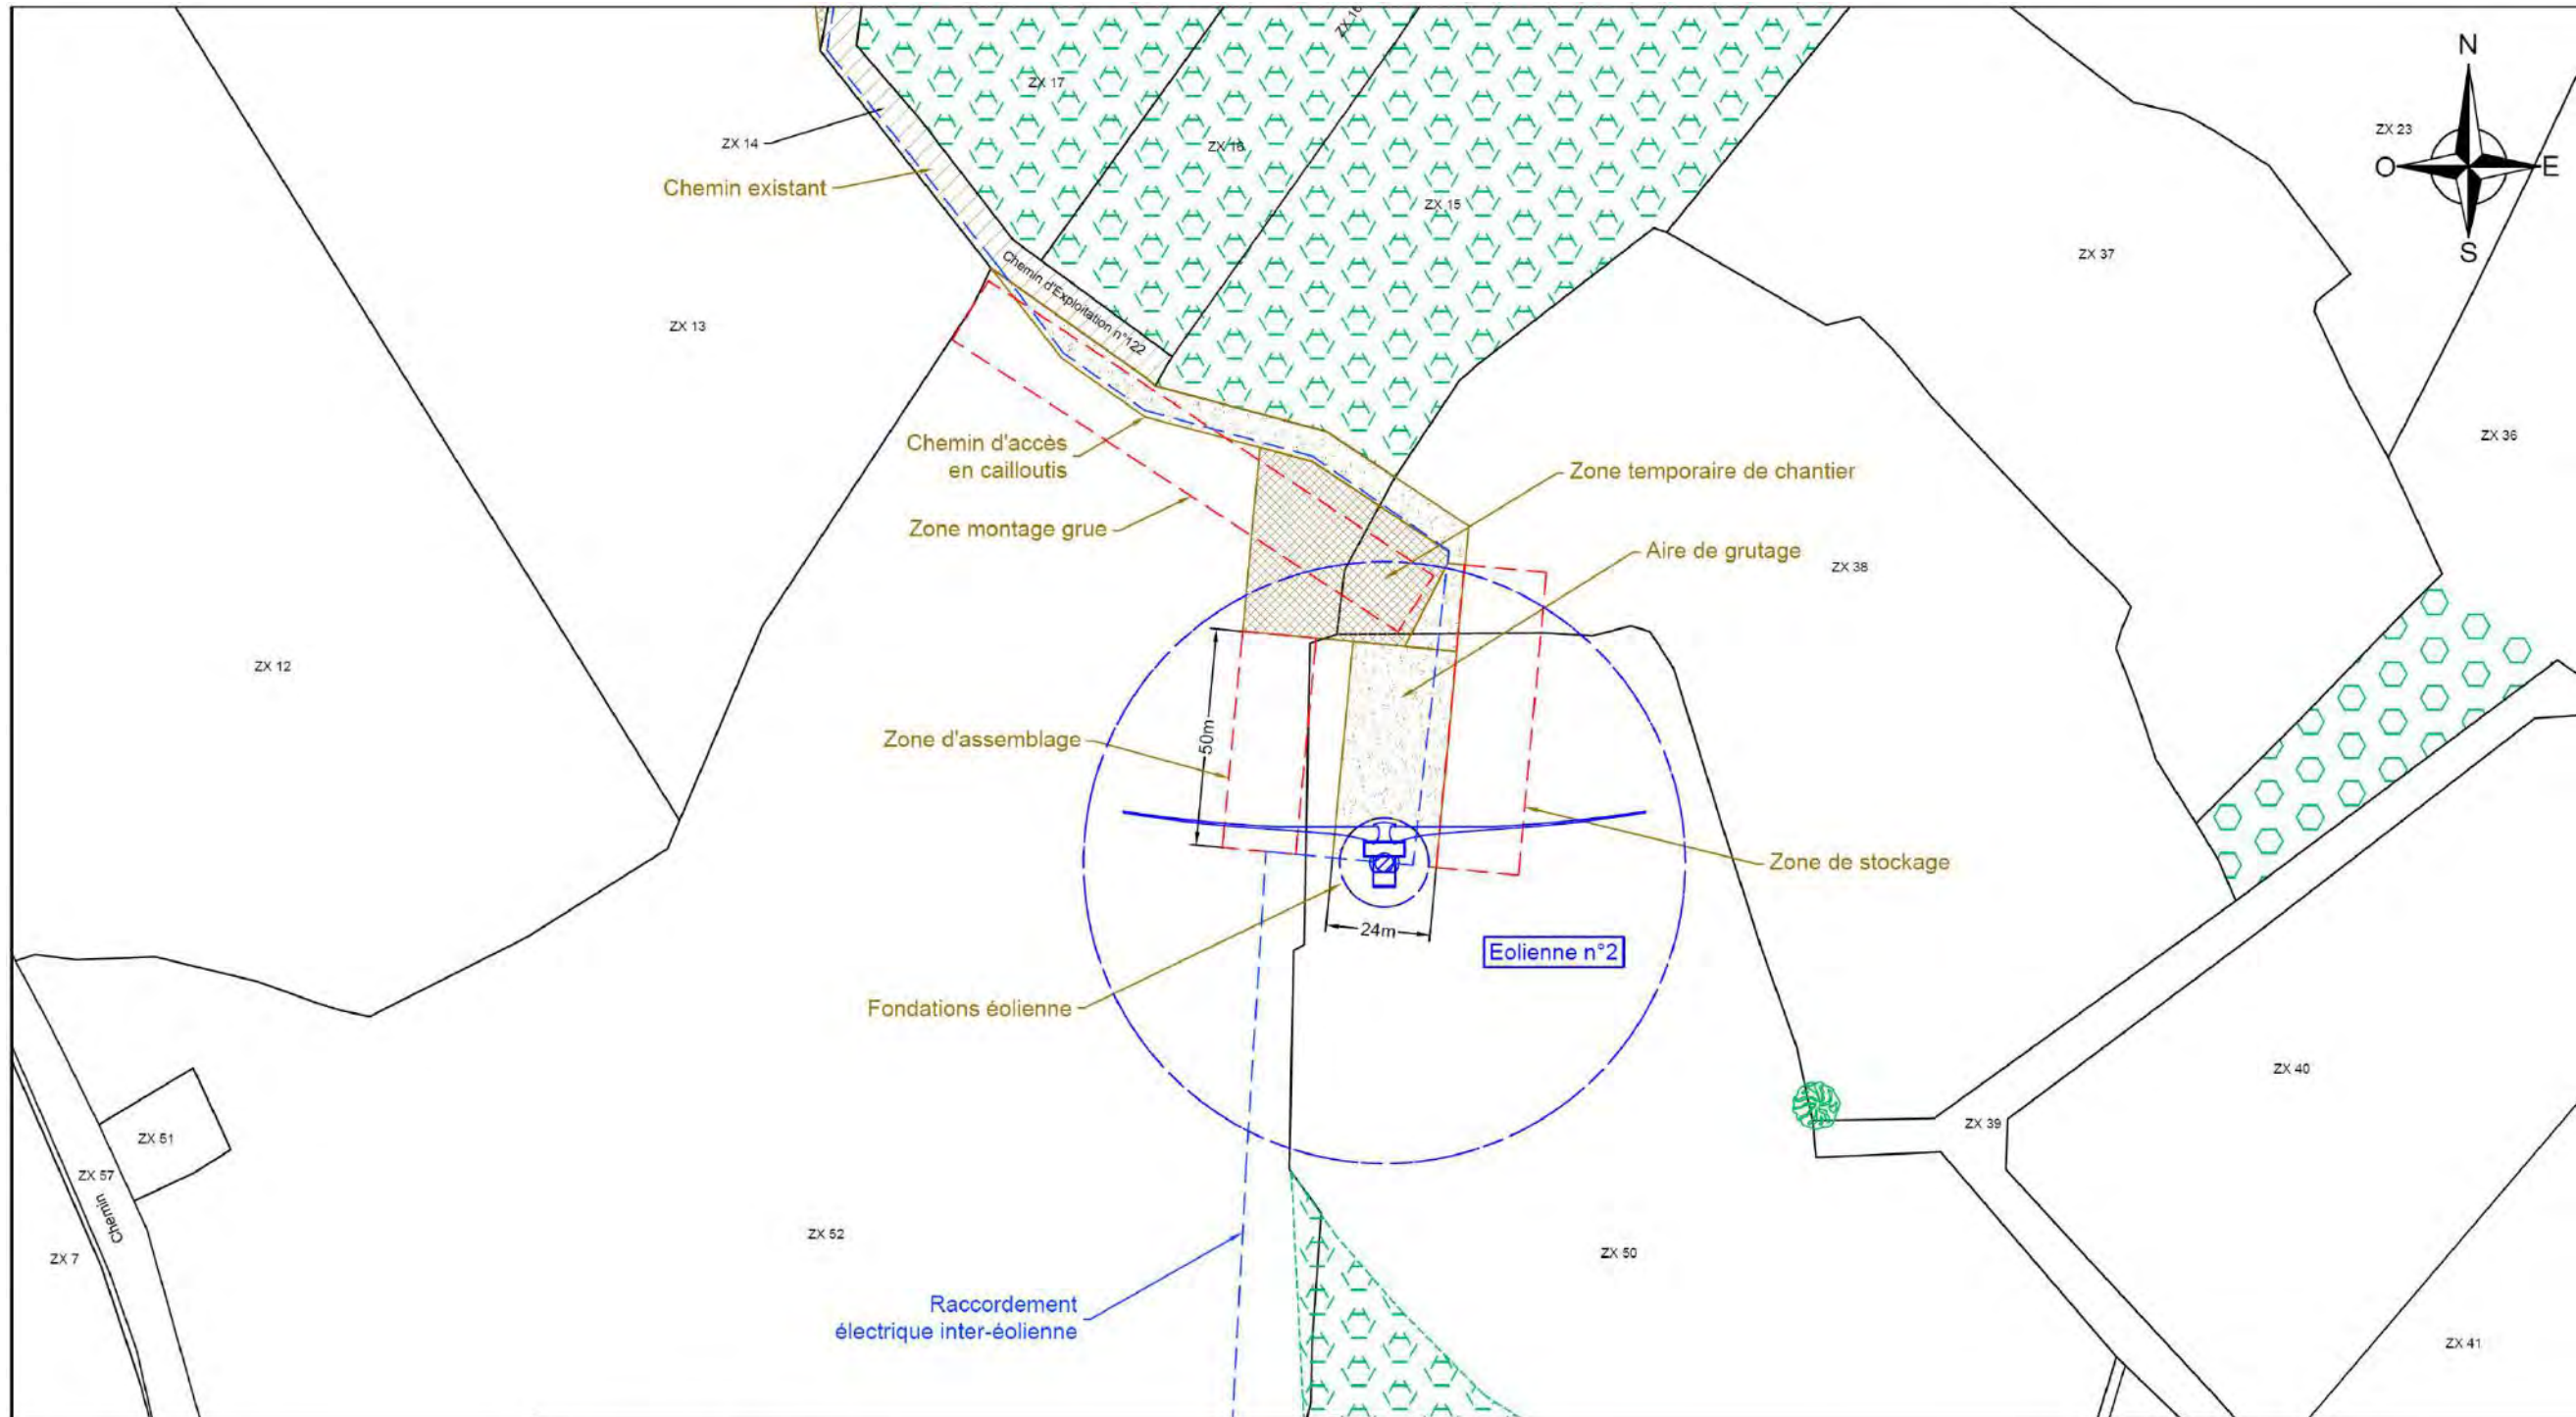 ZX 16
N
ZX 17
ZX 23
ZX 14
ZX 16
O
E
Chemin existant
ZX 15
S
ZX 37
Chemin d'Exploitation n°122
ZX 13
Chemin d'accès
en cailloutis
ZX 36
Zone temporaire de chantier
Zone montage grue
Aire de grutage
ZX 38
ZX 12
50m
Zone d'assemblage
Zone de stockage
24m
Eolienne n°2
Fondations éolienne
ZX 40
ZX 39
ZX 51
ZX 57
Chemin
ZX 52
ZX 50
ZX 7
Raccordement
électrique inter-éolienne
ZX 41